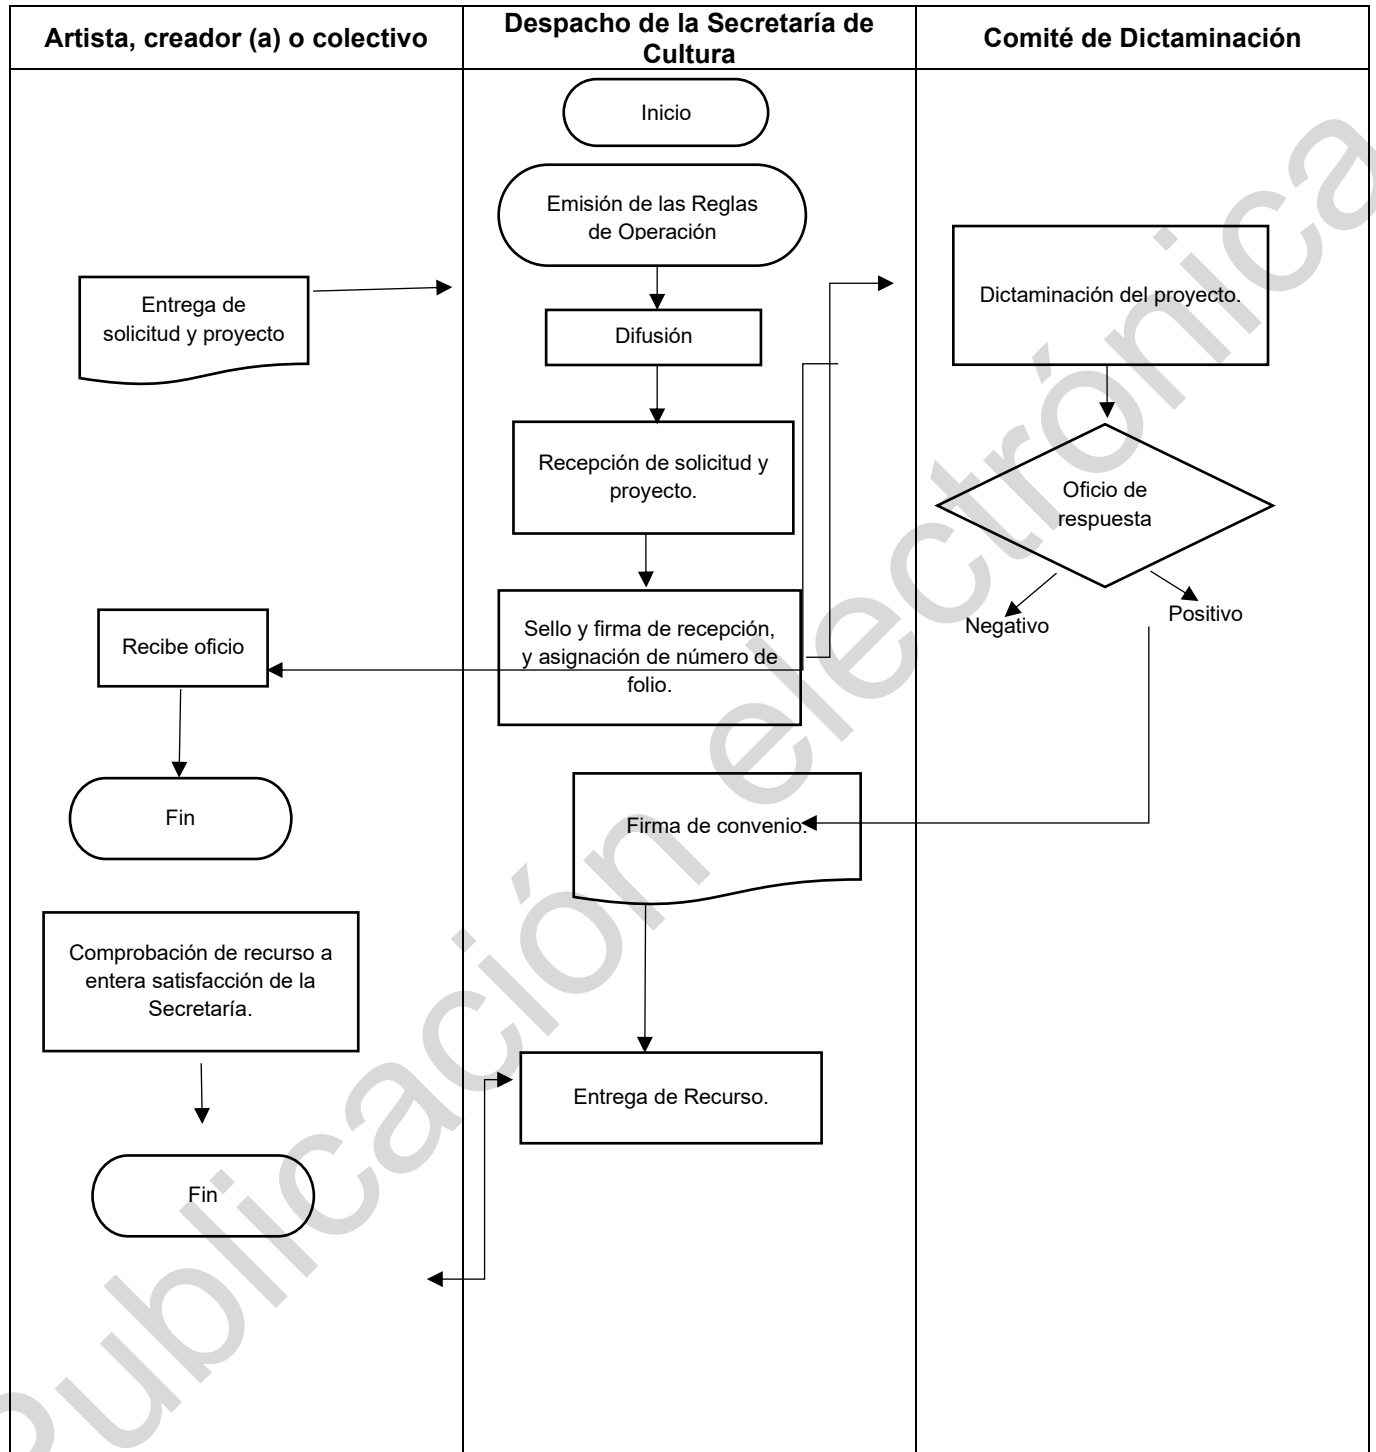 Artista, creador (a) o colectivo
Despacho de la Secretaría de
Cultura
Comité de Dictaminación
Inicio
Emisión de las Reglas
de Operación
Entrega de
solicitud y proyecto
Difusión
Dictaminación del proyecto.
Recepción de solicitud y
proyecto.
Oficio de
respuesta
Negativo
Positivo
Sello y firma de recepción,
y asignación de número de
folio.
Recibe oficio
Fin
Firma de convenio.
Comprobación de recurso a
entera satisfacción de la
Secretaría.
Entrega de Recurso.
Fin
Publicación electrónica